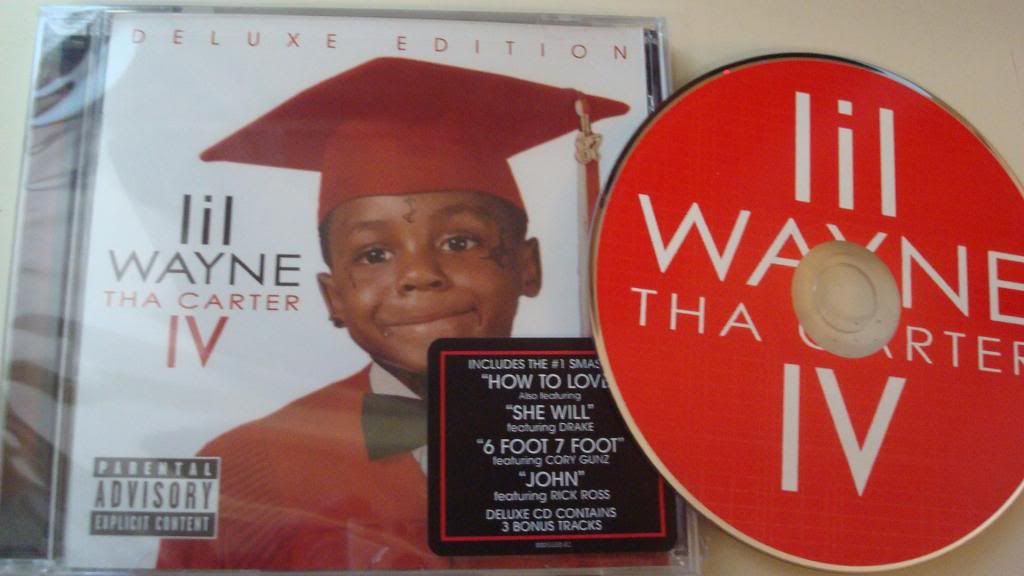 DELUXE EDITION
lil
WAYNE
THA CARTER
IV
INCLUDES THE #1 SMAS
"HOW TO LOVE
Also featuring
"SHE WILL"
featuring DRAKE
"6 FOOT 7 FOOT"
featuring CORY GUNZ
"JOHN"
featuring RICK ROSS
DELUXE CD CONTAINS
3 BONUS TRACKS
PARENTAL
ADVISORY
EXPLICIT CONTENT
lil
WAYNE
THA CARTER
IV